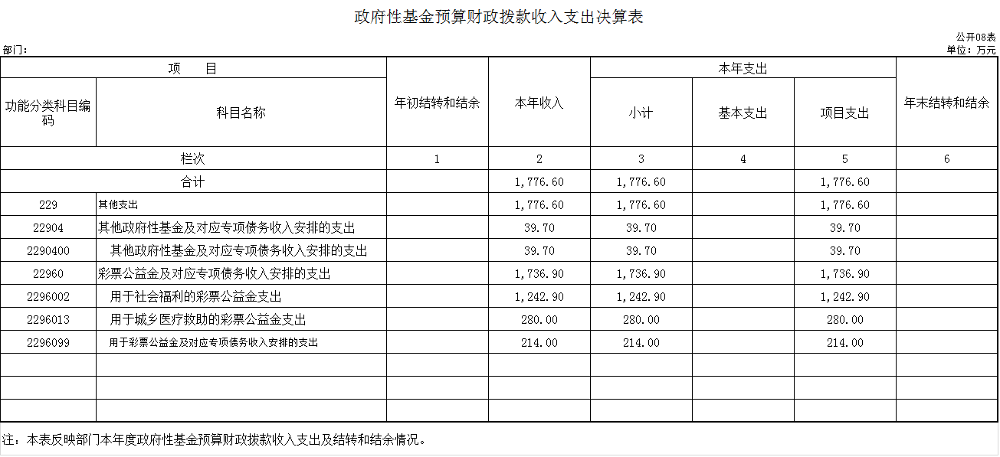 政府性基金预算财政拨款收入支出决算表
公开08表
部门：
单位：万元
项 目
年初结转和结余
本年收入
本年支出
年末结转和结余
功能分类科目编码
科目名称
小计
基本支出
项目支出
栏次 1 2 3 4 5 6
合计 1,776.60 1,776.60 1,776.60
229 其他支出 1,776.60 1,776.60 1,776.60
22904 其他政府性基金及对应专项债务收入安排的支出 39.70 39.70 39.70
2290400 其他政府性基金及对应专项债务收入安排的支出 39.70 39.70 39.70
22960 彩票公益金及对应专项债务收入安排的支出 1,736.90 1,736.90 1,736.90
2296002 用于社会福利的彩票公益金支出 1,242.90 1,242.90 1,242.90
2296013 用于城乡医疗救助的彩票公益金支出 280.00 280.00 280.00
2296099 用于彩票公益金及对应专项债务收入安排的支出 214.00 214.00 214.00
注：本表反映部门本年度政府性基金预算财政拨款收入支出及结转和结余情况。